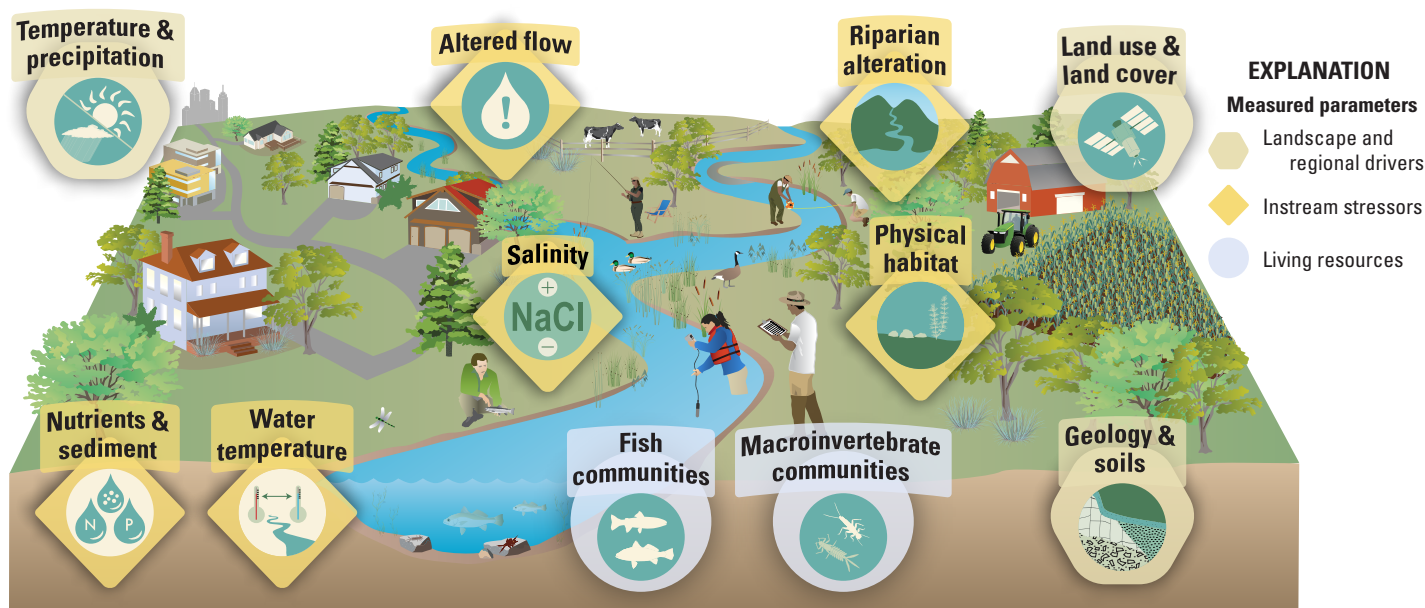 Temperature &
precipitation
Altered flow
Riparian
alteration
Land use &
land cover
EXPLANATION
Measured parameters
Landscape and
regional drivers
Instream stressors
Living resources
Salinity
+
NaCl
−
Physical
habitat
Nutrients &
sediment
N P
Water
temperature
Fish
communities
Macroinvertebrate
communities
Geology &
soils